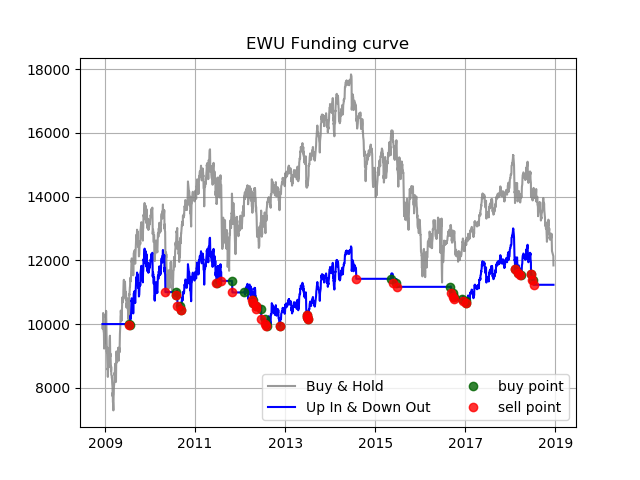 EWU Funding curve
18000
16000
14000
12000
10000
8000
Buy & Hold
Up In & Down Out
buy point
sell point
2009
2011
2013
2015
2017
2019